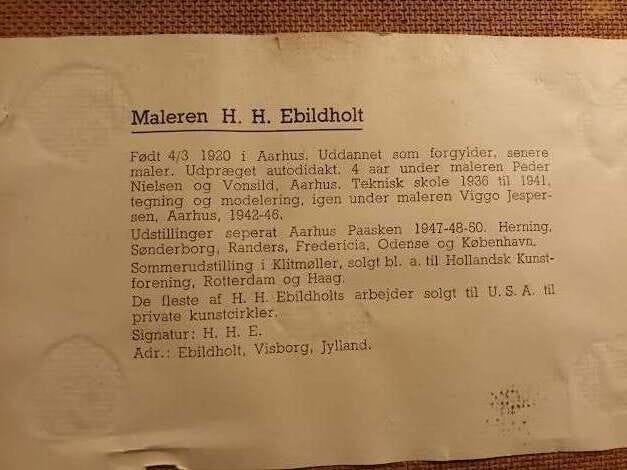 Maleren H. H. Ebildholt
Født 4/3 1920 i Aarhus. Uddannet som forgylder, senere
maler. Udpræget autodidakt. 4 aar under maleren Peder
Nielsen og Vonsild, Aarhus. Teknisk skole 1936 til 1941,
tegning og modelering, igen under maleren Viggo Jesper-
sen, Aarhus, 1942-46.
Udstillinger seperat Aarhus Paasken 1947-48-50. Herning,
Sønderborg, Randers, Fredericia, Odense og København.
Sommerudstilling i Klitmøller, solgt bl. a. til Hollandsk Kunst-
forening, Rotterdam og Haag.
De fleste af H. H. Ebildholts arbejder solgt til U. S. A. til
private kunstcirkler.
Signatur: H. H. E.
Adr.: Ebildholt, Visborg, Jylland.